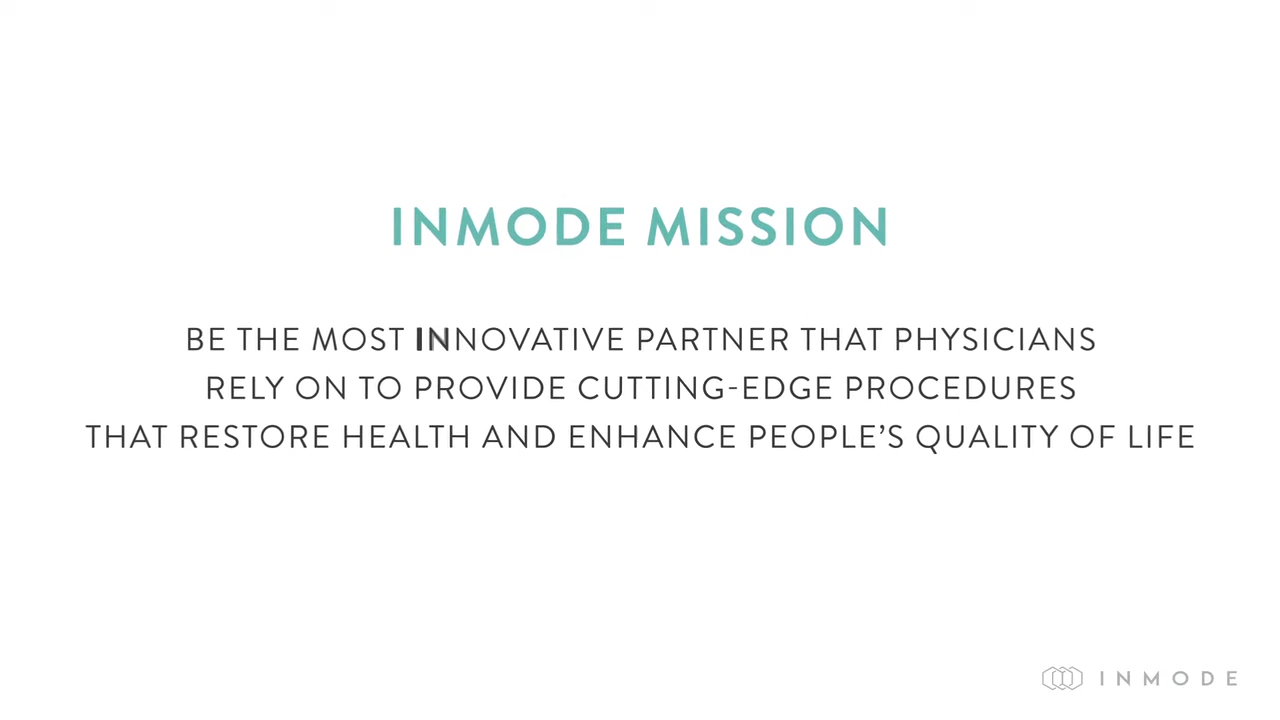 INMODE MISSION
BE THE MOST INNOVATIVE PARTNER THAT PHYSICIANS
RELY ON TO PROVIDE CUTTING-EDGE PROCEDURES
THAT RESTORE HEALTH AND ENHANCE PEOPLE’S QUALITY OF LIFE
INMODE